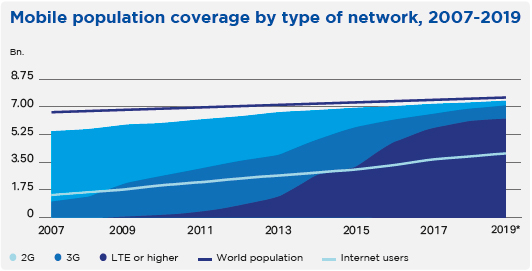 Mobile population coverage by type of network, 2007-2019
Bn.
8.75
7.00
5.25
3.50
1.75
0
2007 2009 2011 2013 2015 2017 2019*
2G 3G LTE or higher World population Internet users